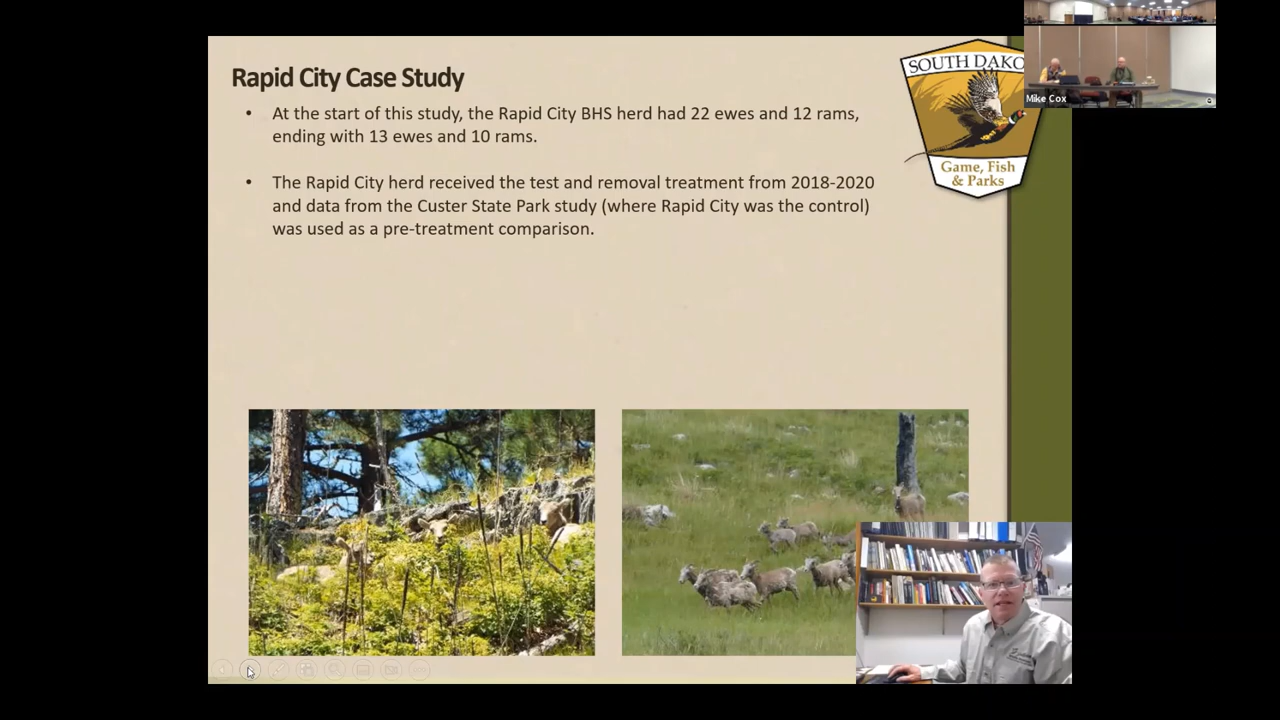 Rapid City Case Study
• At the start of this study, the Rapid City BHS herd had 22 ewes and 12 rams,
ending with 13 ewes and 10 rams.
• The Rapid City herd received the test and removal treatment from 2018-2020
and data from the Custer State Park study (where Rapid City was the control)
was used as a pre-treatment comparison.
SOUTH DAKO
Game, Fish
& Parks
Mike Cox